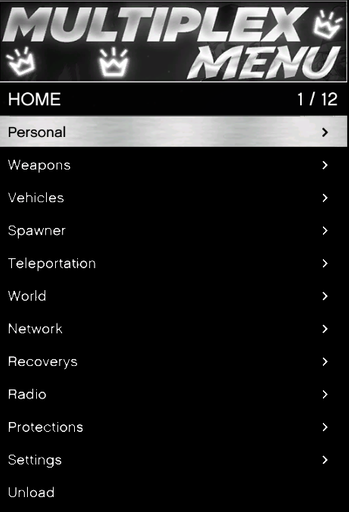 MULTIPLEX
MENU
HOME 1 / 12
Personal >
Weapons >
Vehicles >
Spawner >
Teleportation >
World >
Network >
Recoverys >
Radio >
Protections >
Settings >
Unload